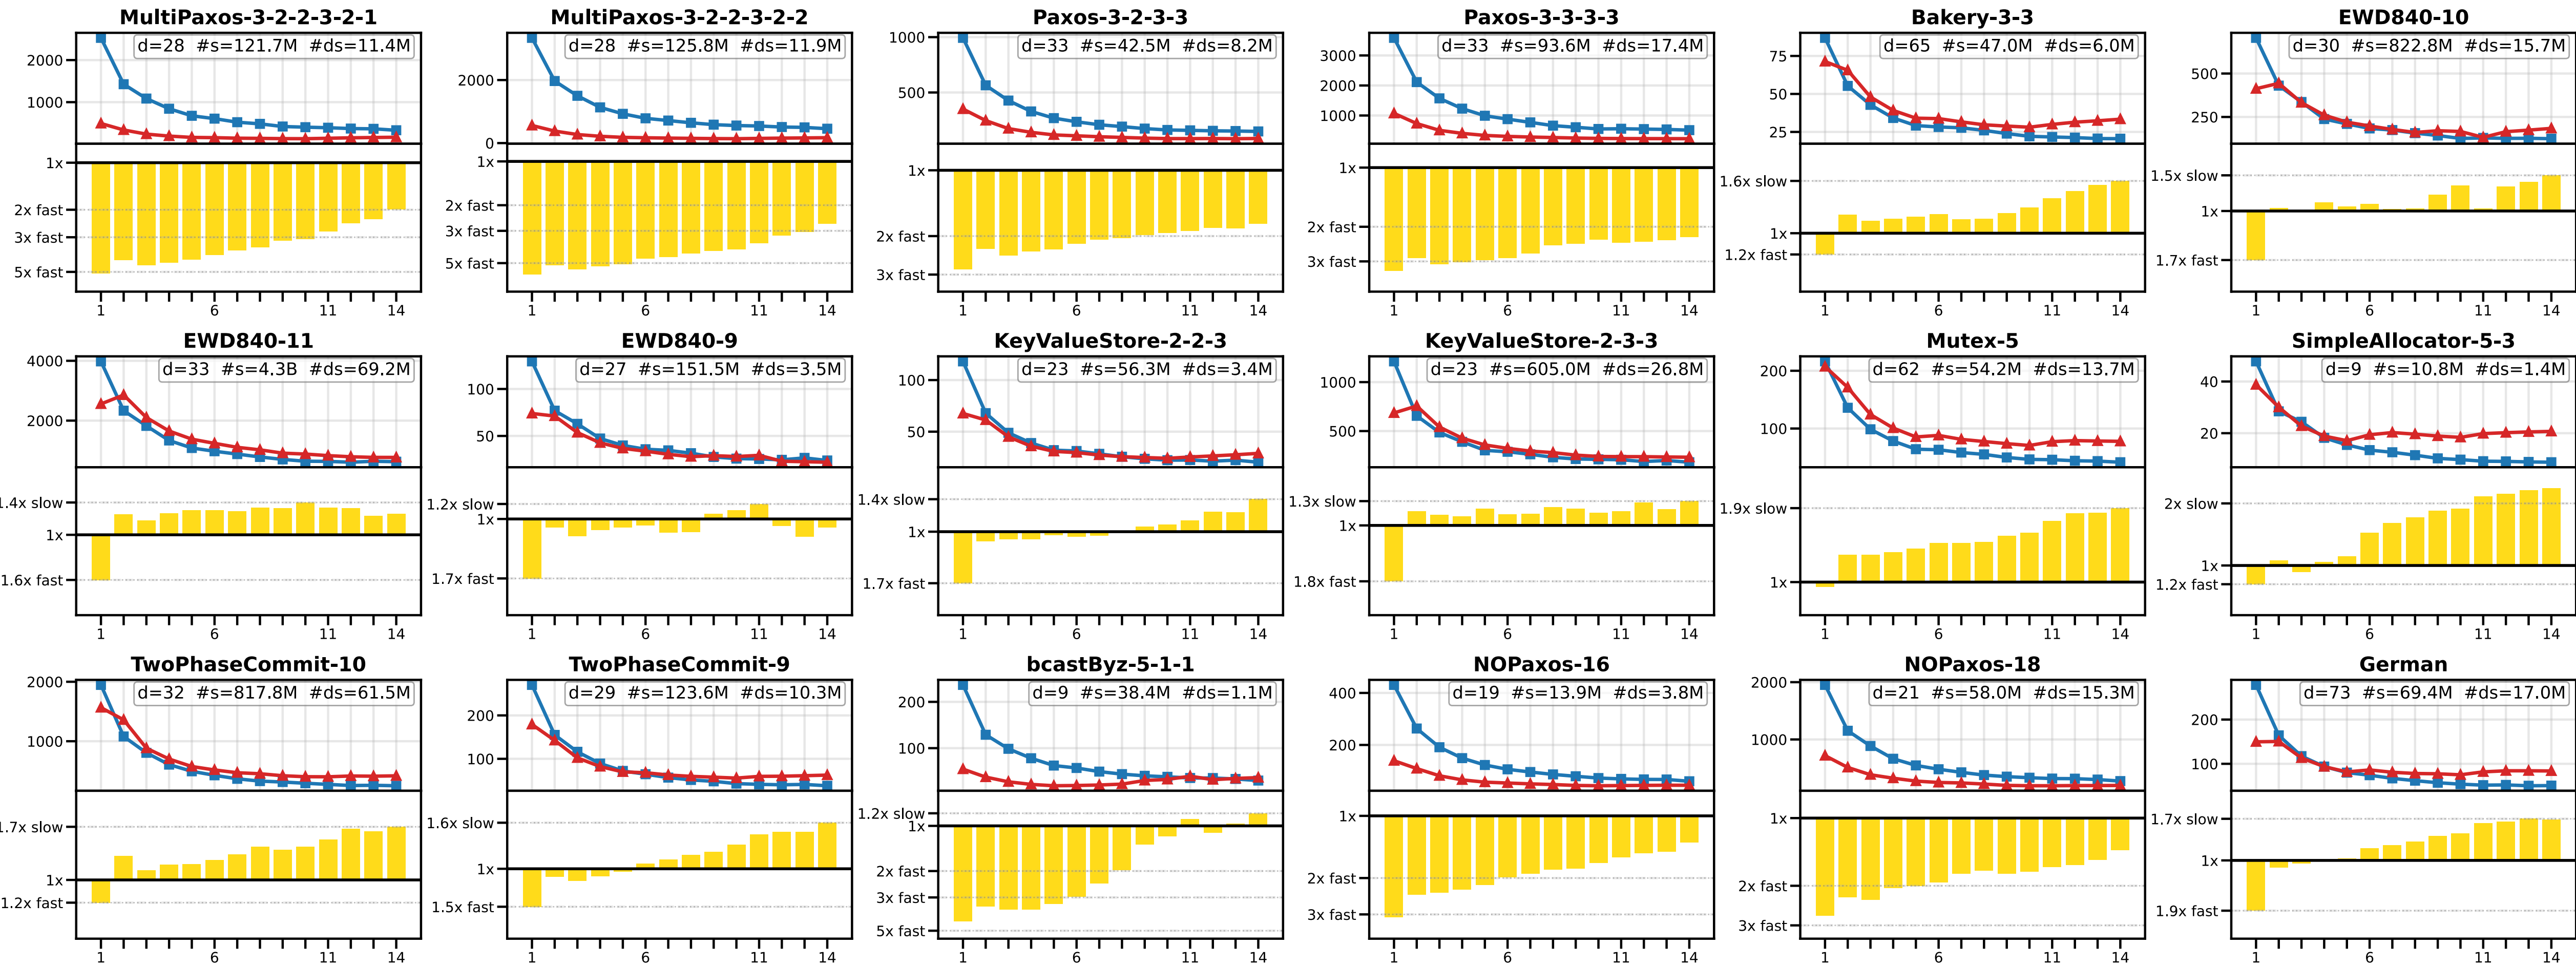 MultiPaxos-3-2-2-3-2-1
d=28 #s=121.7M #ds=11.4M
2000
1000
1x
2x fast
3x fast
5x fast
1 6 11 14
MultiPaxos-3-2-2-3-2-2
d=28 #s=125.8M #ds=11.9M
2000
0
1x
2x fast
3x fast
5x fast
1 6 11 14
Paxos-3-2-3-3
d=33 #s=42.5M #ds=8.2M
1000
500
1x
2x fast
3x fast
1 6 11 14
Paxos-3-3-3-3
d=33 #s=93.6M #ds=17.4M
3000
2000
1000
1x
2x fast
3x fast
1 6 11 14
Bakery-3-3
d=65 #s=47.0M #ds=6.0M
75
50
25
1.6x slow
1x
1.2x fast
1 6 11 14
EWD840-10
d=30 #s=822.8M #ds=15.7M
500
250
1.5x slow
1x
1.7x fast
1 6 11 14
EWD840-11
d=33 #s=4.3B #ds=69.2M
4000
2000
1.4x slow
1x
1.6x fast
1 6 11 14
EWD840-9
d=27 #s=151.5M #ds=3.5M
100
50
1.2x slow
1x
1.7x fast
1 6 11 14
KeyValueStore-2-2-3
d=23 #s=56.3M #ds=3.4M
100
50
1.4x slow
1x
1.7x fast
1 6 11 14
KeyValueStore-2-3-3
d=23 #s=605.0M #ds=26.8M
1000
500
1.3x slow
1x
1.8x fast
1 6 11 14
Mutex-5
d=62 #s=54.2M #ds=13.7M
200
100
1.9x slow
1x
1 6 11 14
SimpleAllocator-5-3
d=9 #s=10.8M #ds=1.4M
40
20
2x slow
1x
1.2x fast
1 6 11 14
TwoPhaseCommit-10
d=32 #s=817.8M #ds=61.5M
2000
1000
1.7x slow
1x
1.2x fast
1 6 11 14
TwoPhaseCommit-9
d=29 #s=123.6M #ds=10.3M
200
100
1.6x slow
1x
1.5x fast
1 6 11 14
bcastByz-5-1-1
d=9 #s=38.4M #ds=1.1M
200
100
1.2x slow
1x
2x fast
3x fast
5x fast
1 6 11 14
NOPaxos-16
d=19 #s=13.9M #ds=3.8M
400
200
1x
2x fast
3x fast
1 6 11 14
NOPaxos-18
d=21 #s=58.0M #ds=15.3M
2000
1000
1x
2x fast
3x fast
1 6 11 14
German
d=73 #s=69.4M #ds=17.0M
200
100
1.7x slow
1x
1.9x fast
1 6 11 14